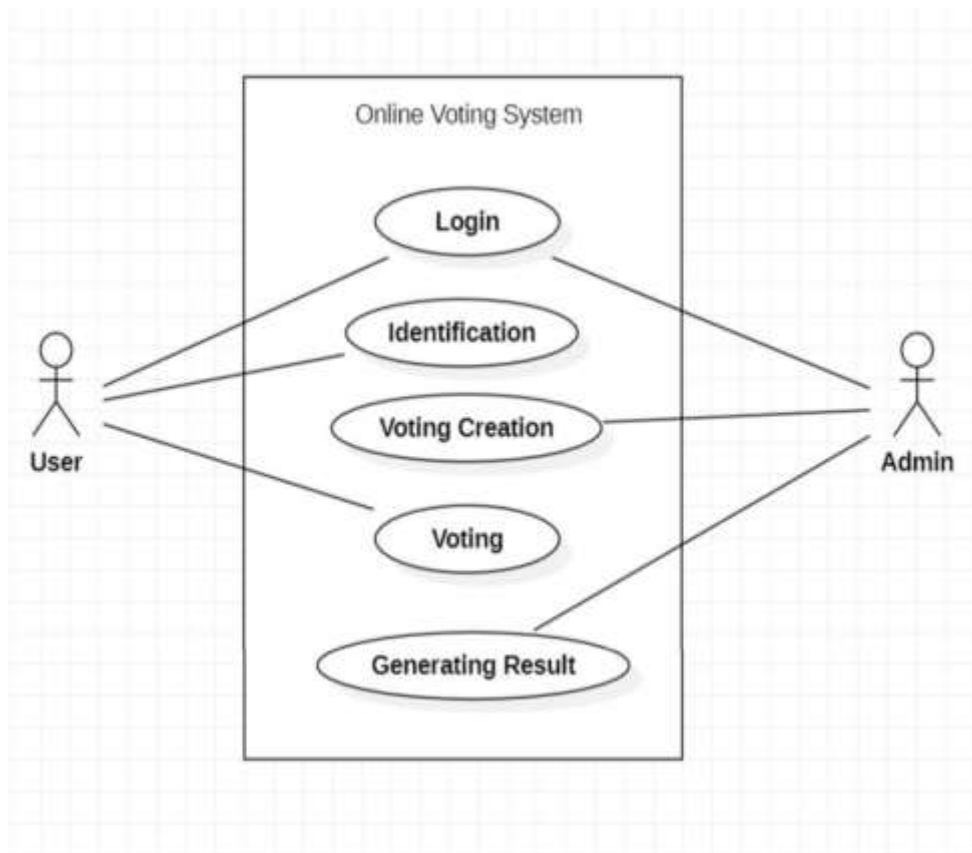 Online Voting System
Login
Identification
Voting Creation
Voting
Generating Result
User
Admin